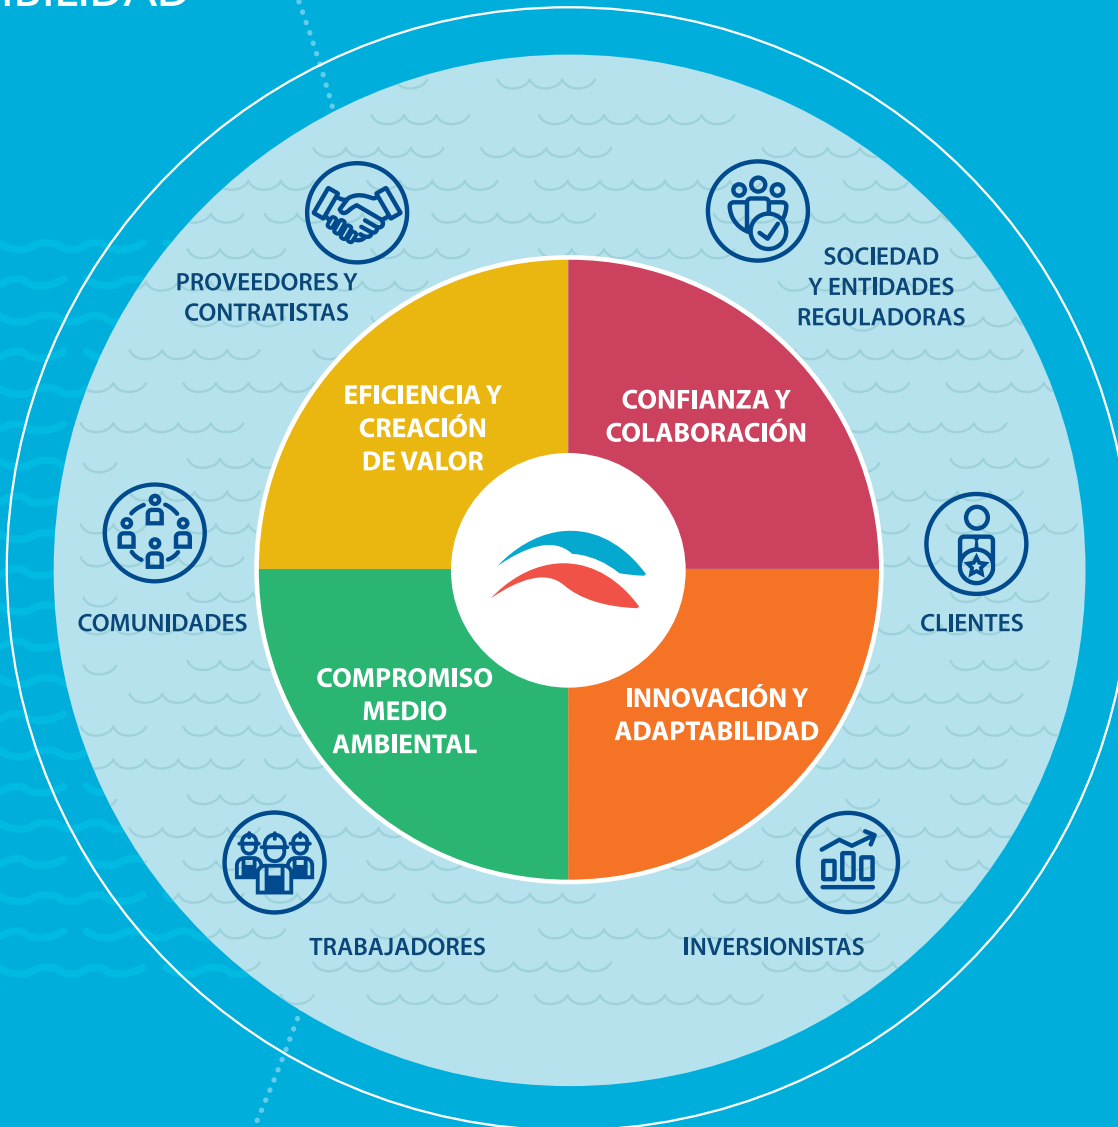 PROVEEDORES Y
CONTRATISTAS
SOCIEDAD
Y ENTIDADES
REGULADORAS
EFICIENCIA Y
CREACIÓN
DE VALOR
CONFIANZA Y
COLABORACIÓN
COMUNIDADES
CLIENTES
COMPROMISO
MEDIO
AMBIENTAL
INNOVACIÓN Y
ADAPTABILIDAD
TRABAJADORES
INVERSIONISTAS